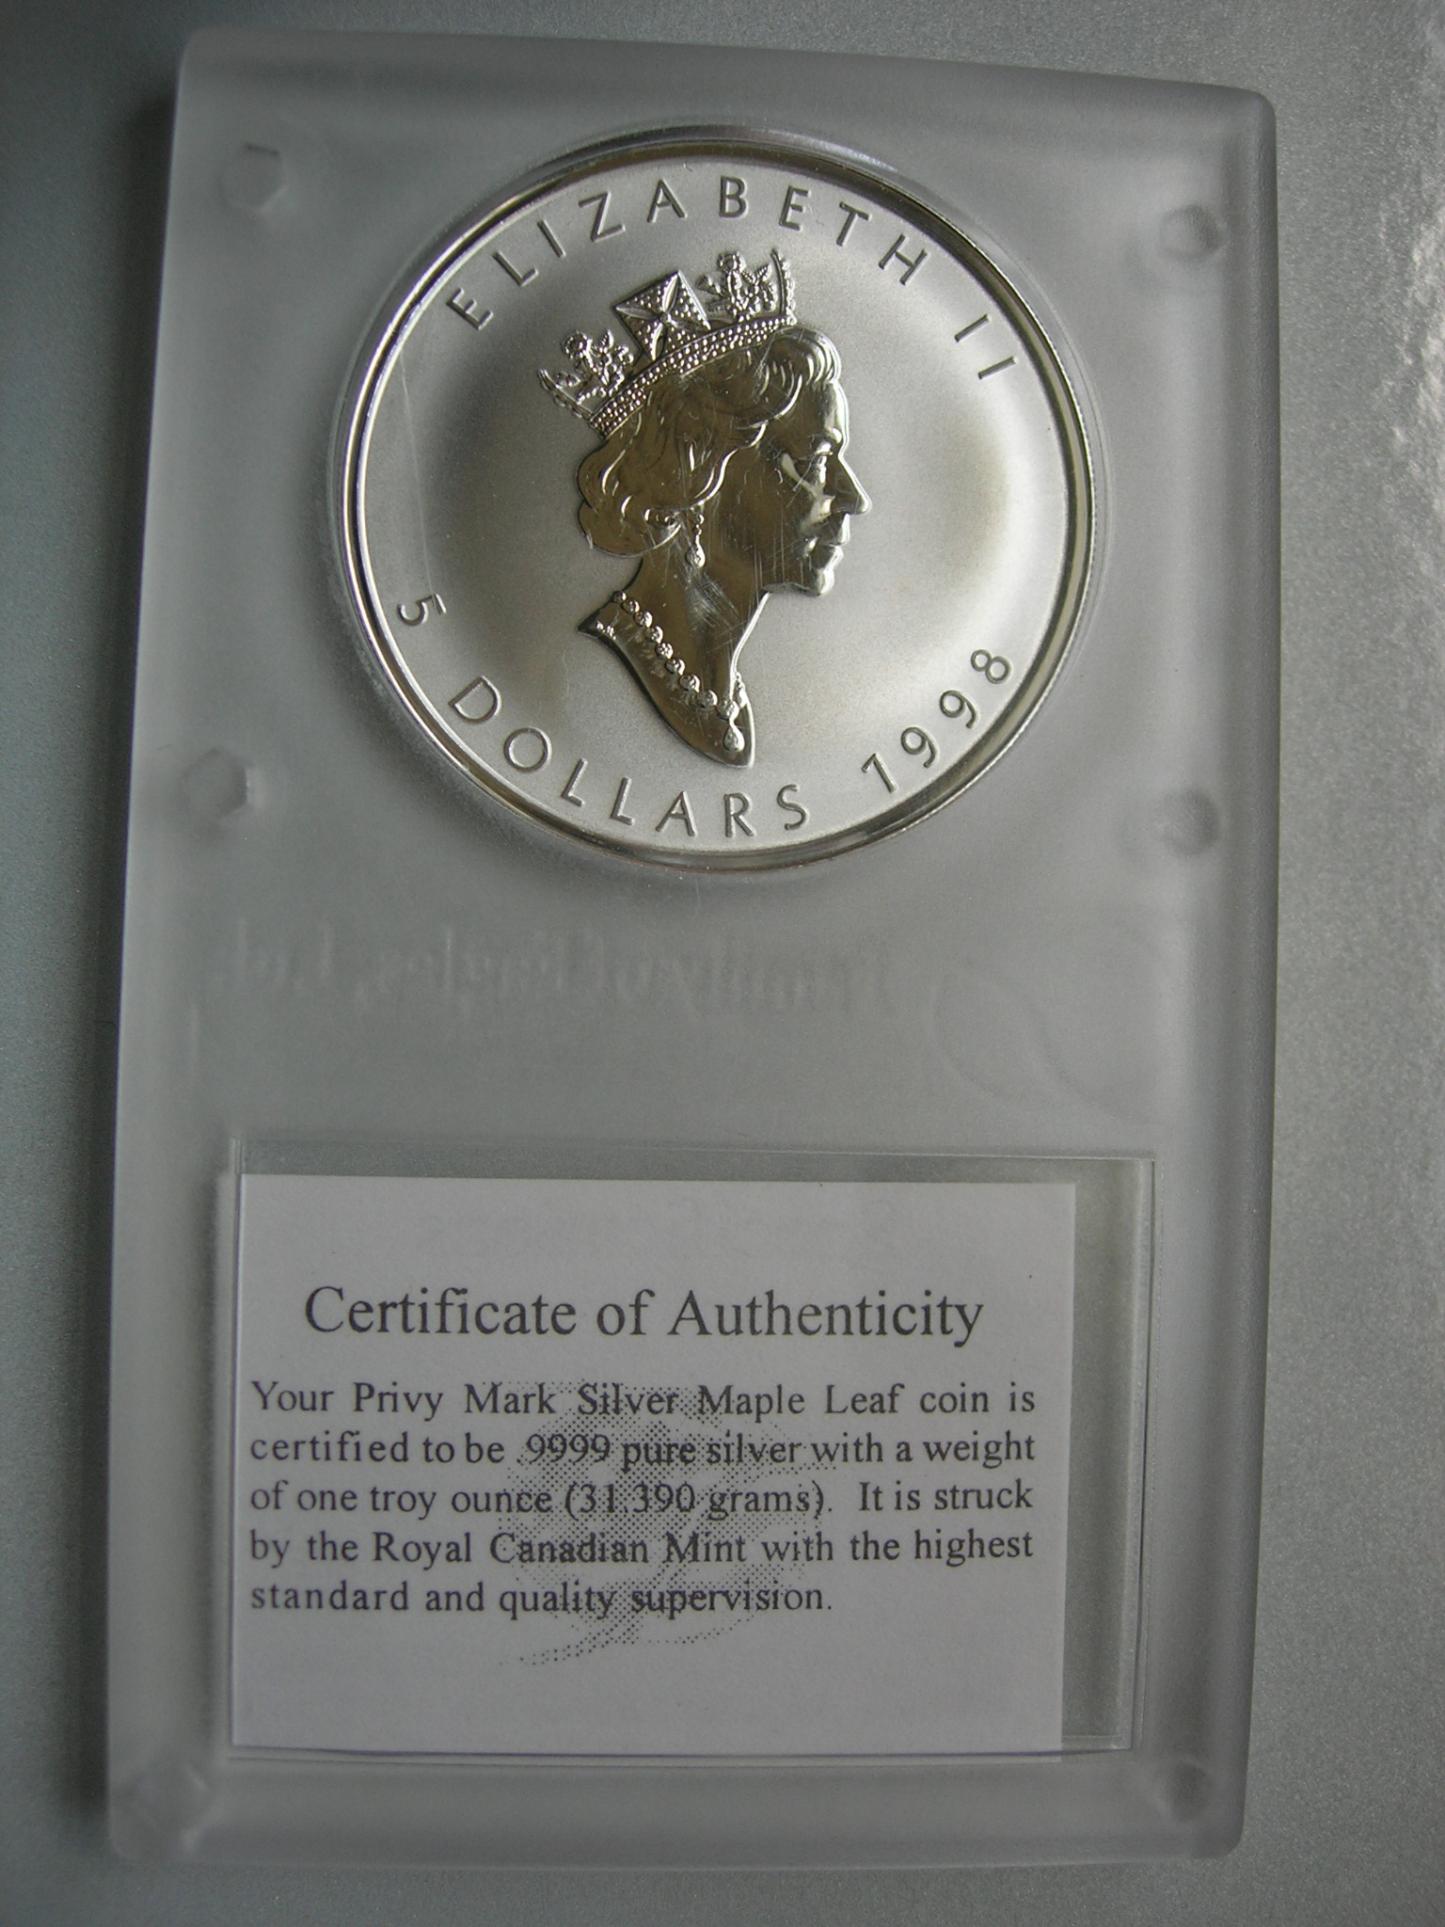 ELIZABETH II
5 DOLLARS 1998
Certificate of Authenticity
Your Privy Mark Silver Maple Leaf coin is
certified to be .9999 pure silver with a weight
of one troy ounce (31.390 grams). It is struck
by the Royal Canadian Mint with the highest
standard and quality supervision.